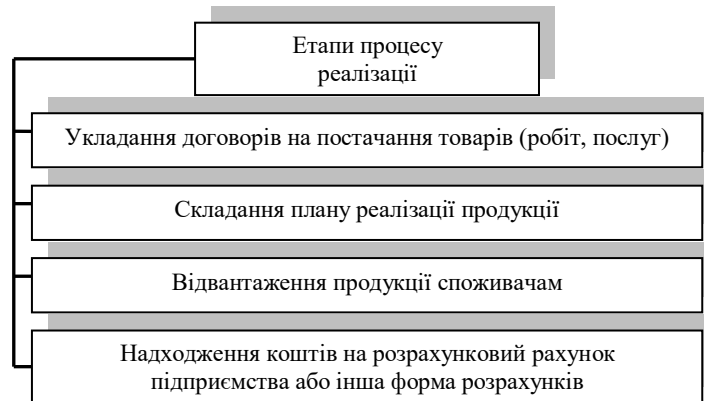 Етапи процесу
реалізації
Укладання договорів на постачання товарів (робіт, послуг)
Складання плану реалізації продукції
Відвантаження продукції споживачам
Надходження коштів на розрахунковий рахунок
підприємства або інша форма розрахунків